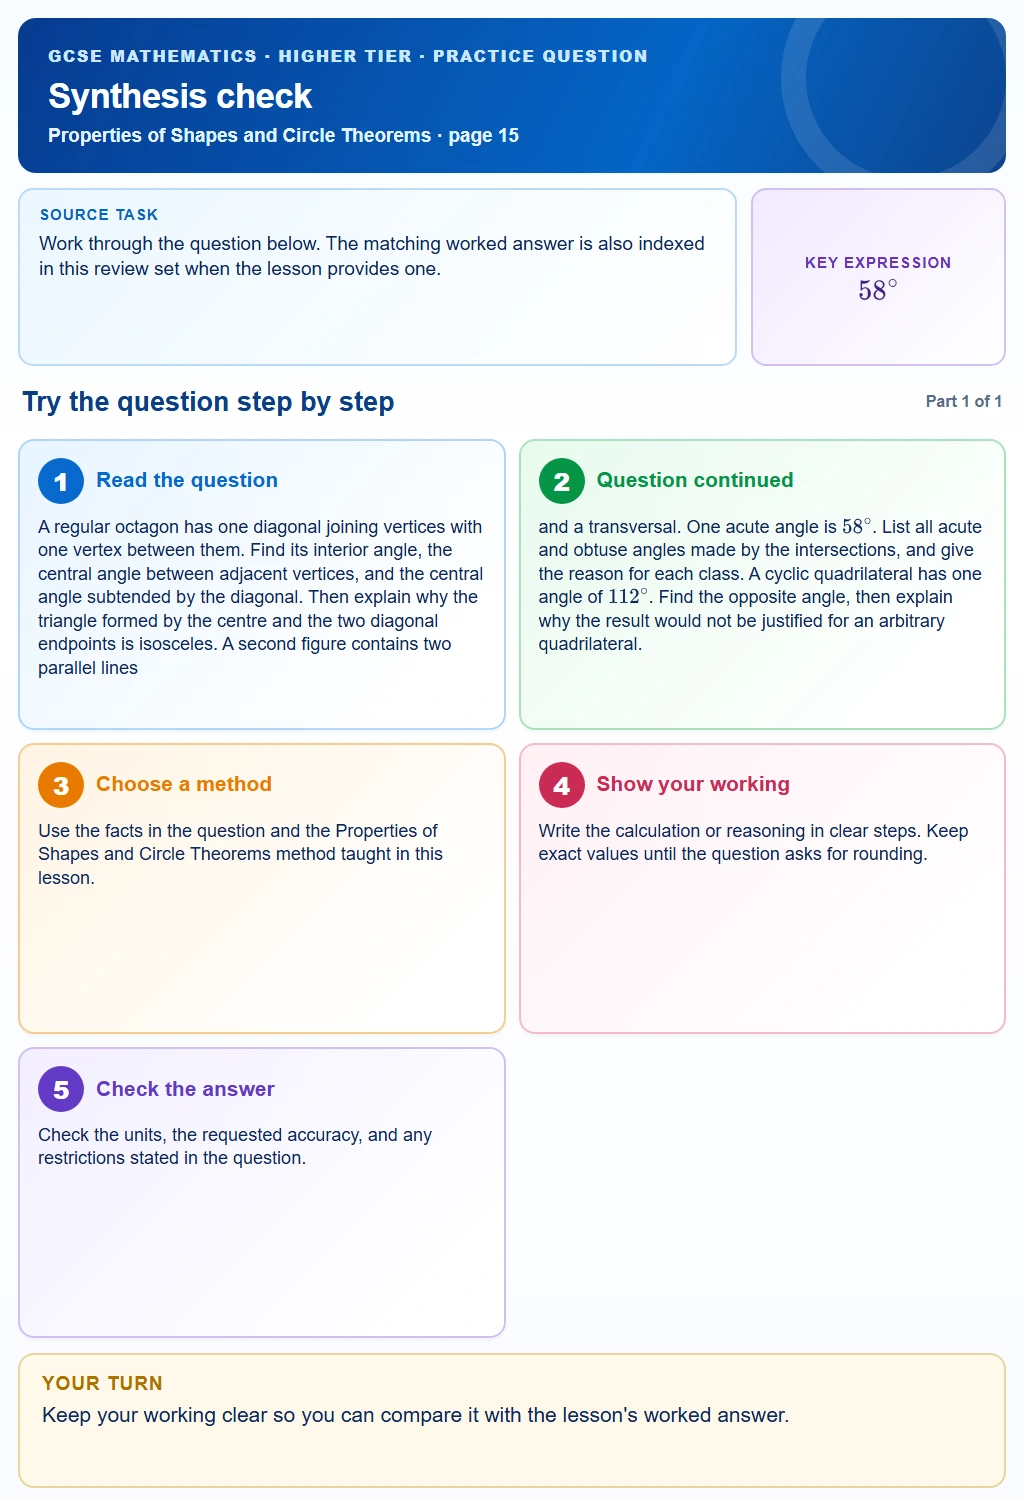 GCSE MATHEMATICS · HIGHER TIER · PRACTICE QUESTION
Synthesis check
Properties of Shapes and Circle Theorems · page 15
SOURCE TASK
Work through the question below. The matching worked answer is also indexed
in this review set when the lesson provides one.
KEY EXPRESSION
58°
Try the question step by step
Part 1 of 1
1
Read the question
A regular octagon has one diagonal joining vertices with
one vertex between them. Find its interior angle, the
central angle between adjacent vertices, and the central
angle subtended by the diagonal. Then explain why the
triangle formed by the centre and the two diagonal
endpoints is isosceles. A second figure contains two
parallel lines
2
Question continued
and a transversal. One acute angle is 58°. List all acute
and obtuse angles made by the intersections, and give
the reason for each class. A cyclic quadrilateral has one
angle of 112°. Find the opposite angle, then explain
why the result would not be justified for an arbitrary
quadrilateral.
3
Choose a method
Use the facts in the question and the Properties of
Shapes and Circle Theorems method taught in this
lesson.
4
Show your working
Write the calculation or reasoning in clear steps. Keep
exact values until the question asks for rounding.
5
Check the answer
Check the units, the requested accuracy, and any
restrictions stated in the question.
YOUR TURN
Keep your working clear so you can compare it with the lesson's worked answer.